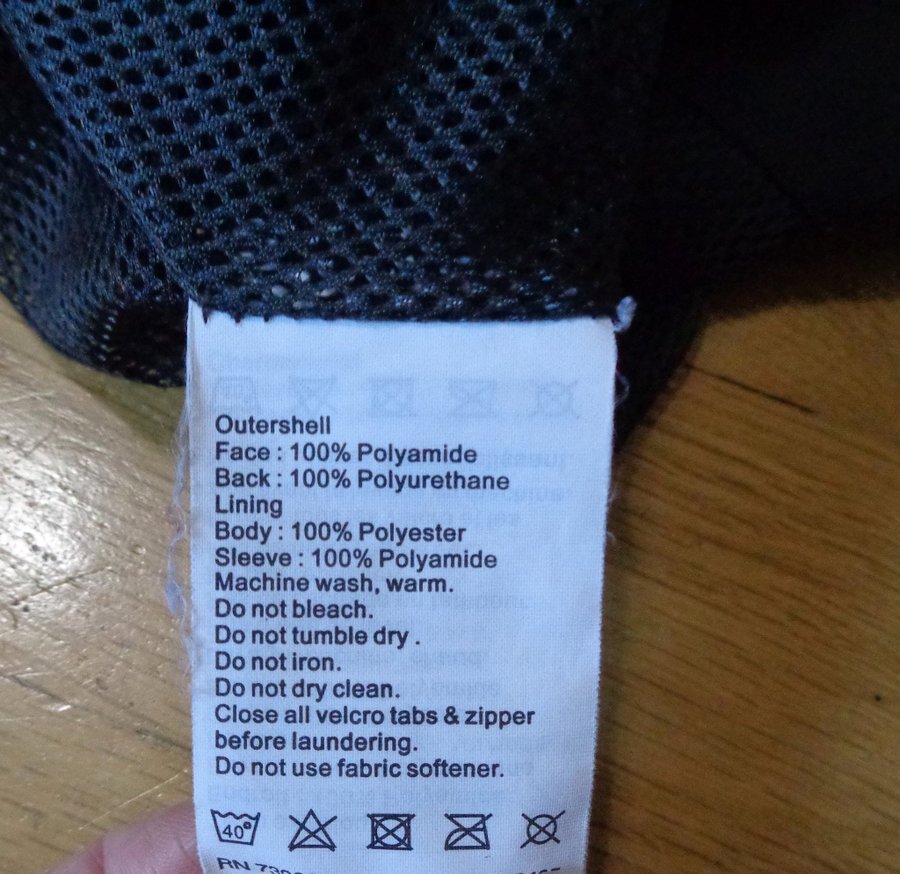 Outershell
Face : 100% Polyamide
Back : 100% Polyurethane
Lining
Body : 100% Polyester
Sleeve : 100% Polyamide
Machine wash, warm.
Do not bleach.
Do not tumble dry .
Do not iron.
Do not dry clean.
Close all velcro tabs & zipper
before laundering.
Do not use fabric softener.
40°
RN